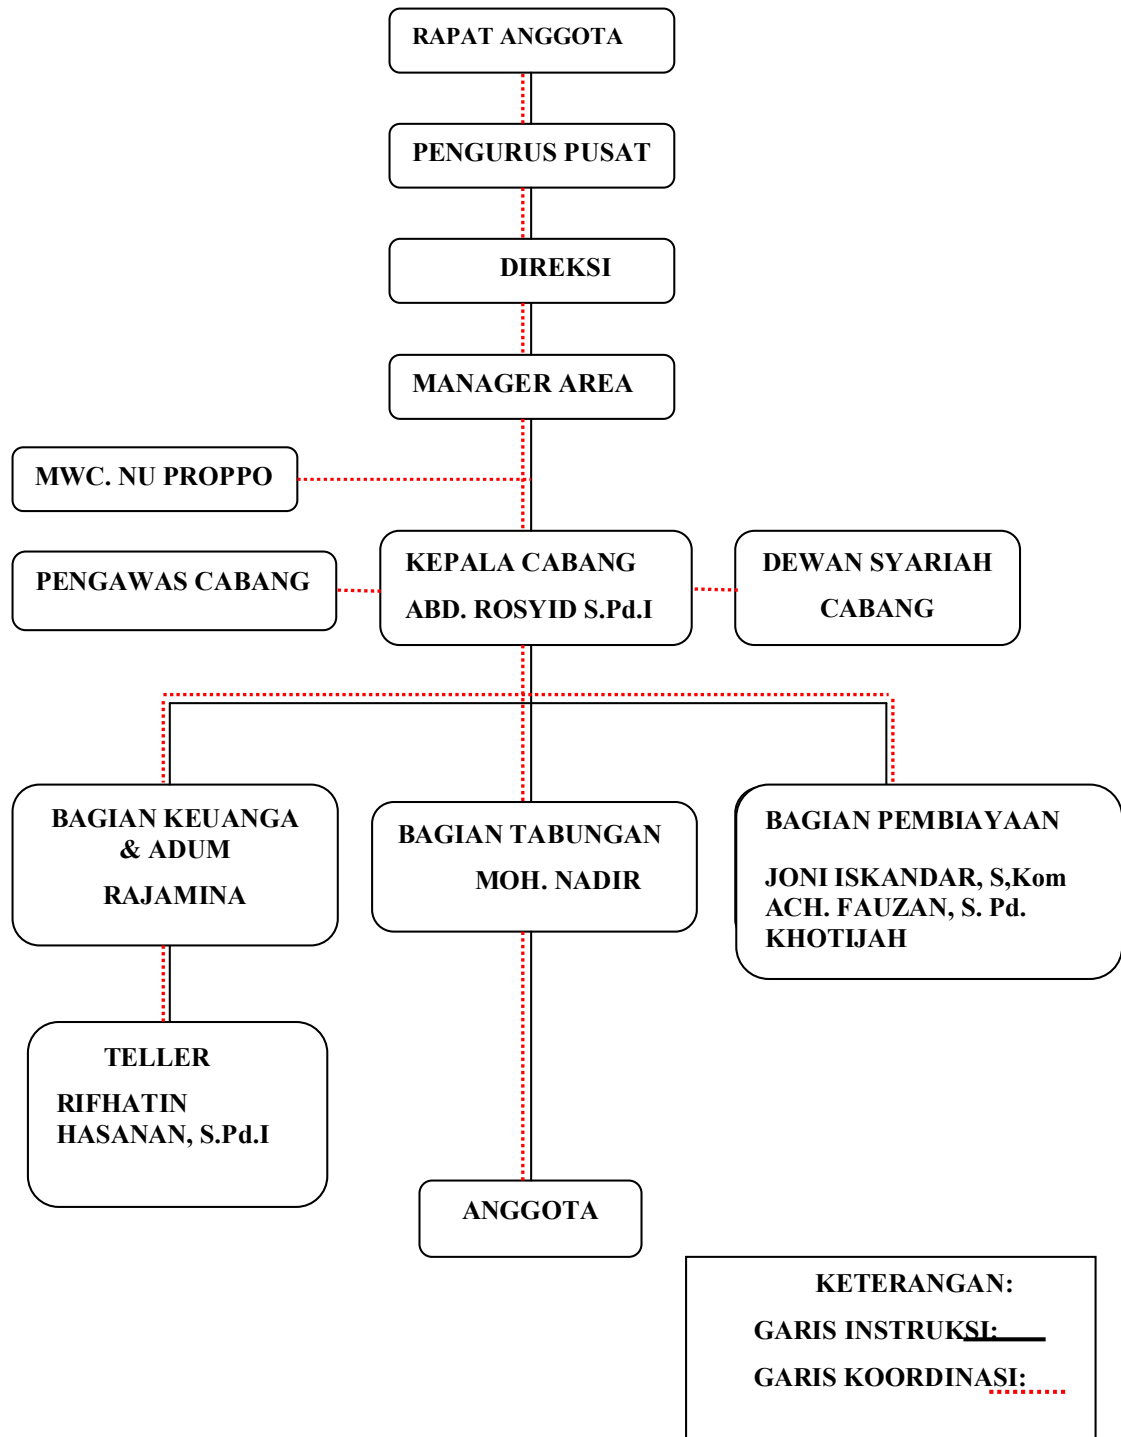 RAPAT ANGGOTA
PENGURUS PUSAT
DIREKSI
MANAGER AREA
MWC. NU PROPPO
PENGAWAS CABANG
KEPALA CABANG
ABD. ROSYID S.Pd.I
DEWAN SYARIAH
CABANG
BAGIAN KEUANGA
& ADUM
RAJAMINA
BAGIAN TABUNGAN
MOH. NADIR
BAGIAN PEMBIAYAAN
JONI ISKANDAR, S,Kom
ACH. FAUZAN, S. Pd.
KHOTIJAH
TELLER
RIFHATIN
HASANAN, S.Pd.I
ANGGOTA
KETERANGAN:
GARIS INSTRUKSI:
GARIS KOORDINASI: